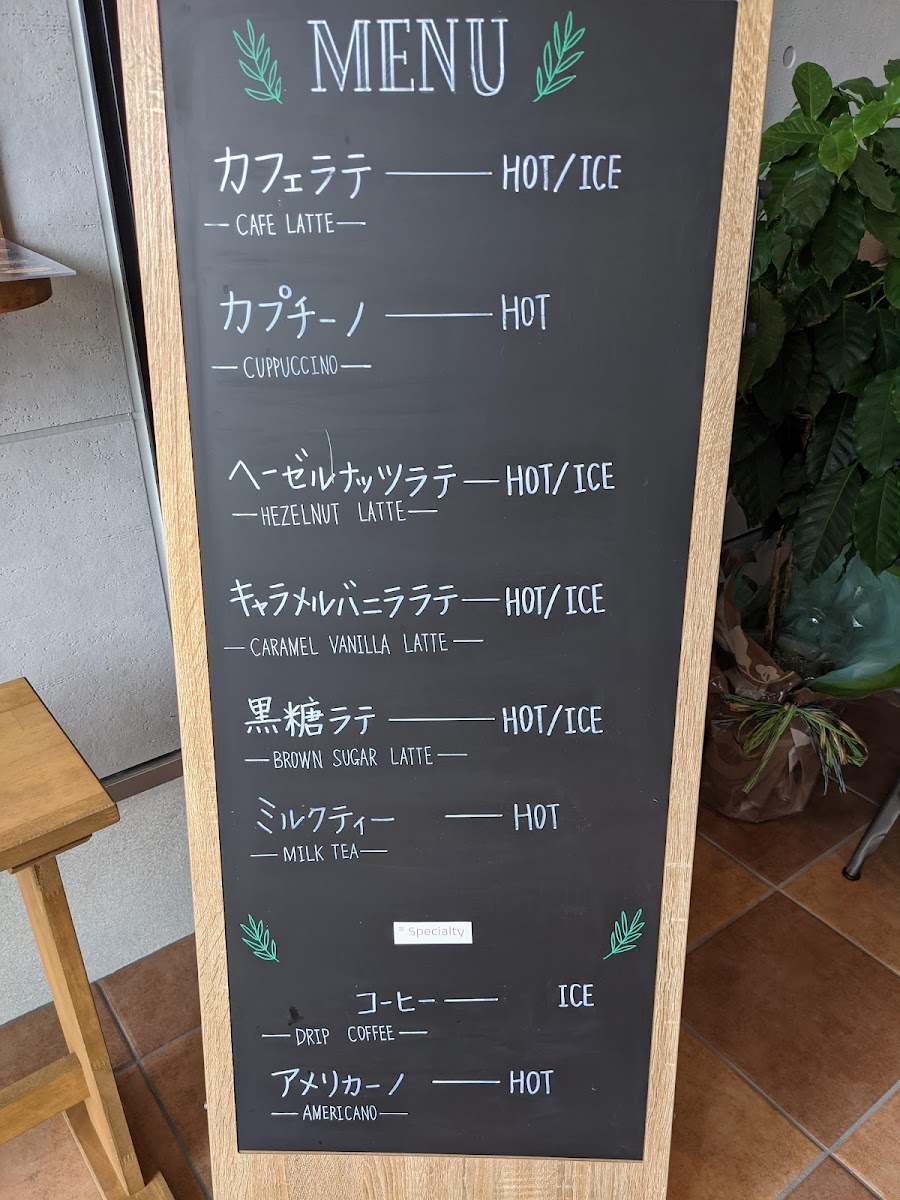 MENU
カフェラテ — HOT/ICE
— CAFE LATTE —
カプチーノ — HOT
— CUPPUCCINO —
ヘーゼルナッツラテ — HOT/ICE
— HEZELNUT LATTE —
キャラメルバニララテ — HOT/ICE
— CARAMEL VANILLA LATTE —
黒糖ラテ — HOT/ICE
— BROWN SUGAR LATTE —
ミルクティー — HOT
— MILK TEA —
Specialty
コーヒー — ICE
— DRIP COFFEE —
アメリカーノ — HOT
— AMERICANO —